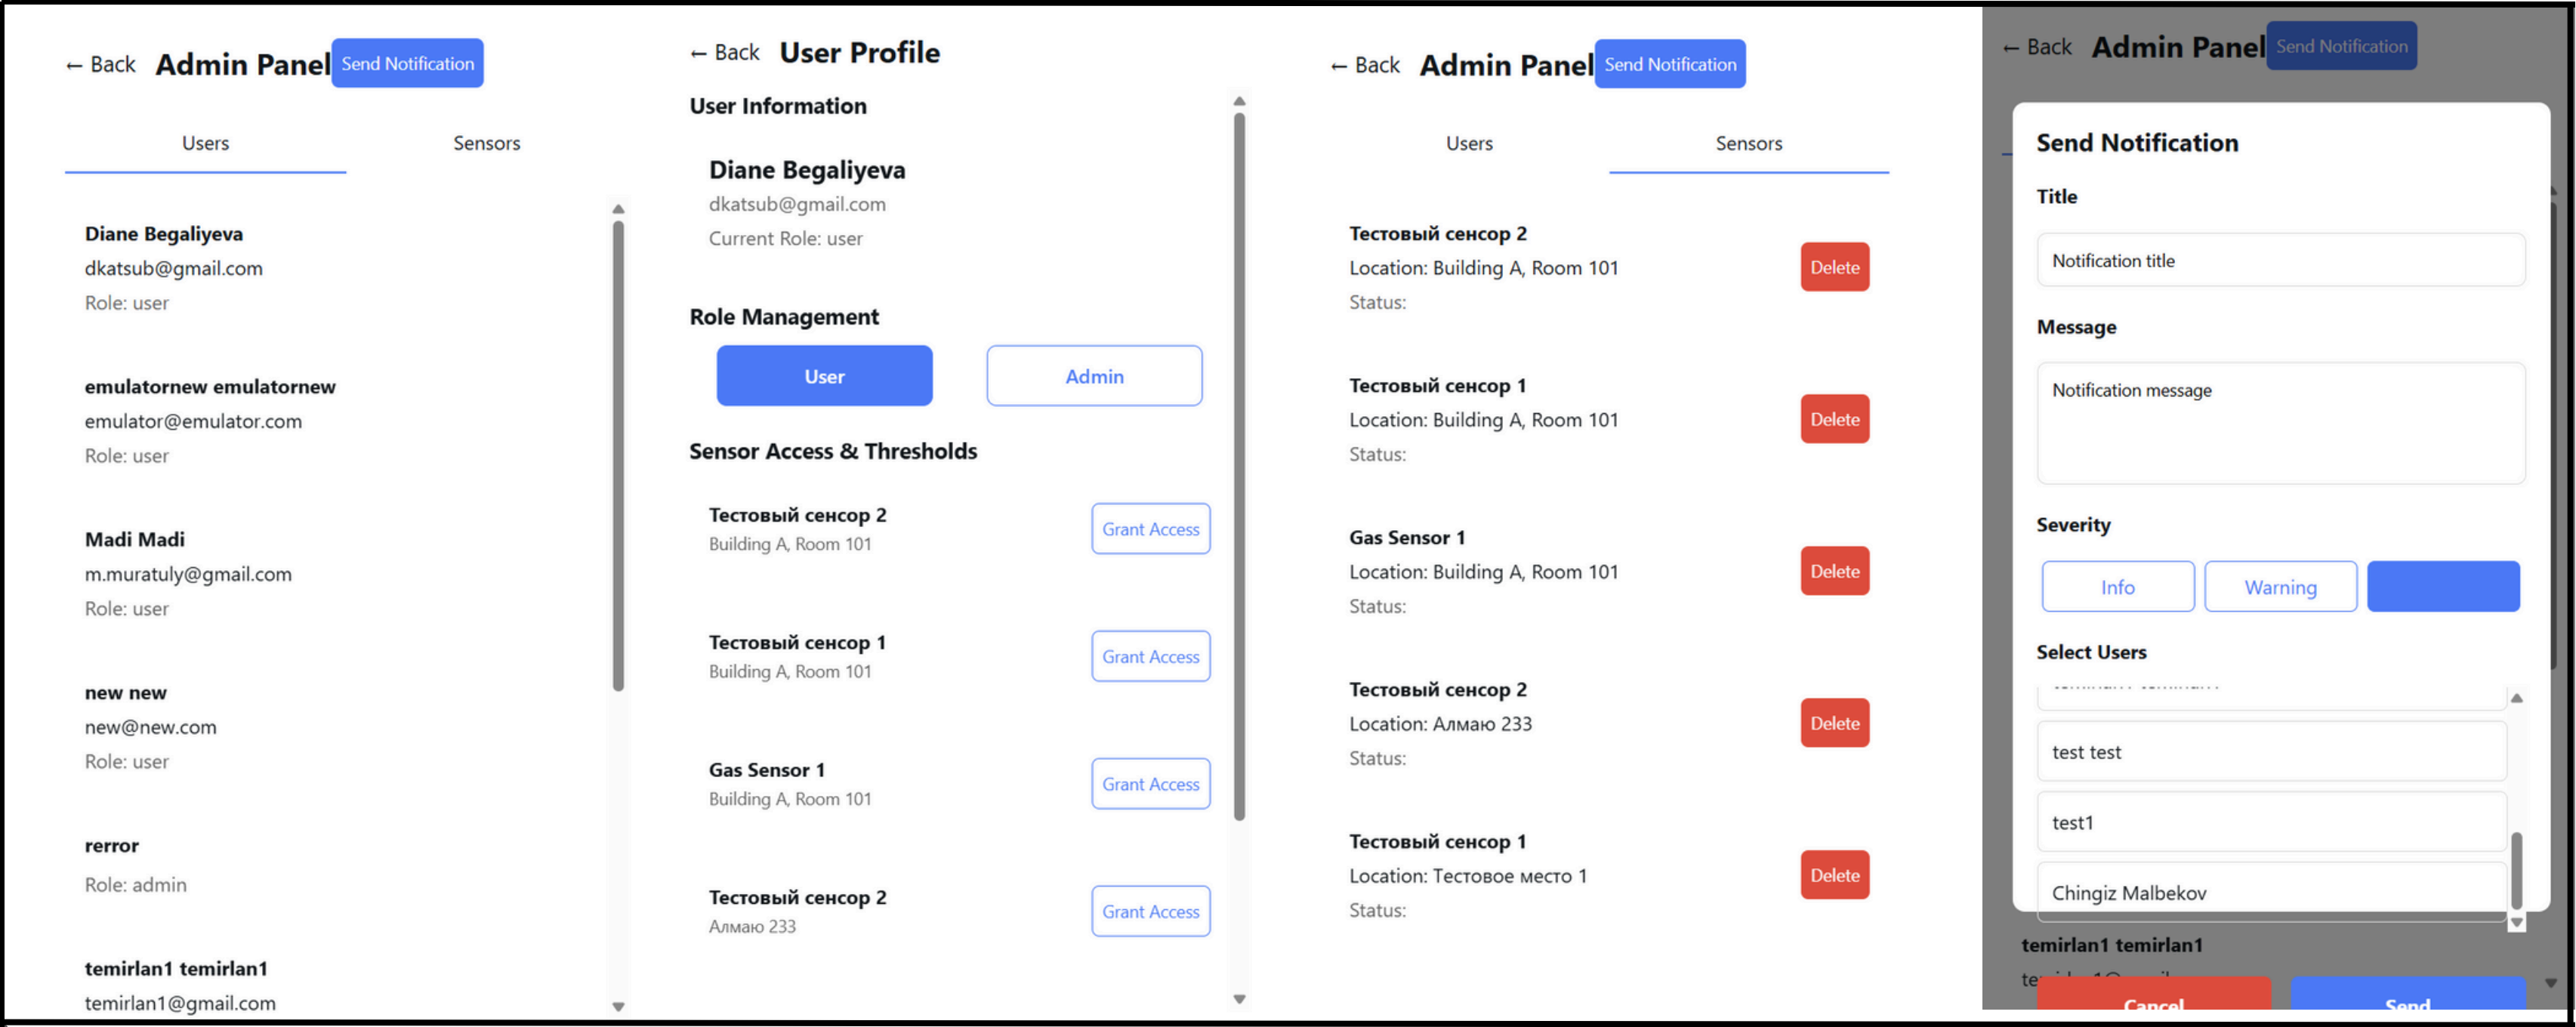 ← Back Admin Panel Send Notification
Users Sensors
Diane Begaliyeva
dkatsub@gmail.com
Role: user
emulatornew emulatornew
emulator@emulator.com
Role: user
Madi Madi
m.muratuly@gmail.com
Role: user
new new
new@new.com
Role: user
rerror
Role: admin
temirlan1 temirlan1
temirlan1@gmail.com
← Back User Profile
User Information
Diane Begaliyeva
dkatsub@gmail.com
Current Role: user
Role Management
User Admin
Sensor Access & Thresholds
Тестовый сенсор 2
Building A, Room 101
Grant Access
Тестовый сенсор 1
Building A, Room 101
Grant Access
Gas Sensor 1
Building A, Room 101
Grant Access
Тестовый сенсор 2
Алмаю 233
Grant Access
← Back Admin Panel Send Notification
Users Sensors
Тестовый сенсор 2
Location: Building A, Room 101
Status:
Delete
Тестовый сенсор 1
Location: Building A, Room 101
Status:
Delete
Gas Sensor 1
Location: Building A, Room 101
Status:
Delete
Тестовый сенсор 2
Location: Алмаю 233
Status:
Delete
Тестовый сенсор 1
Location: Тестовое место 1
Status:
Delete
← Back Admin Panel Send Notification
Send Notification
Title
Notification title
Message
Notification message
Severity
Info Warning
Select Users
test test
test1
Chingiz Malbekov
temirlan1 temirlan1
Cancel Send